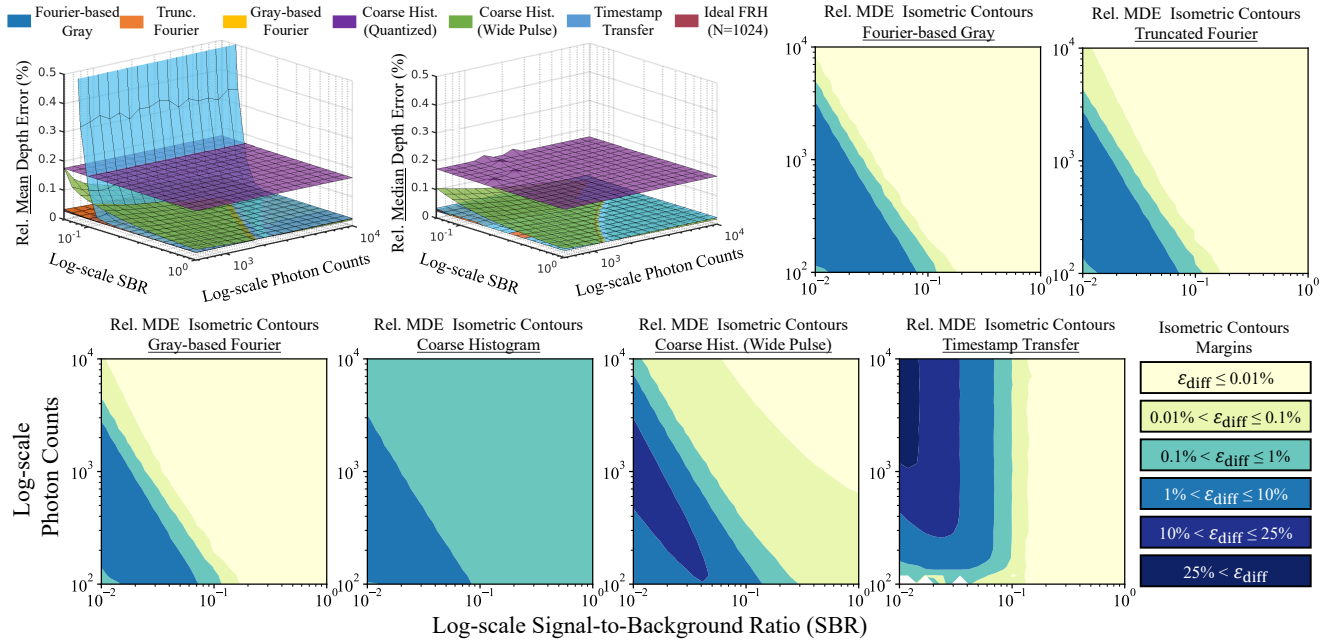 Fourier-based Gray
Trunc. Fourier
Gray-based Fourier
Coarse Hist. (Quantized)
Coarse Hist. (Wide Pulse)
Timestamp Transfer
Ideal FRH (N=1024)
Rel. Mean Depth Error (%)
0.5
0.4
0.3
0.2
0.1
0
10^-1
10^0
10^3
10^4
Log-scale SBR
Log-scale Photon Counts
Rel. Median Depth Error (%)
0.5
0.4
0.3
0.2
0.1
0
10^-1
10^0
10^3
10^4
Log-scale SBR
Log-scale Photon Counts
Rel. MDE Isometric Contours
Fourier-based Gray
10^4
10^3
10^2
10^-2
10^-1
10^0
Rel. MDE Isometric Contours
Truncated Fourier
10^4
10^3
10^2
10^-2
10^-1
10^0
Rel. MDE Isometric Contours
Gray-based Fourier
10^4
10^3
10^2
10^-2
10^-1
10^0
Rel. MDE Isometric Contours
Coarse Histogram
10^4
10^3
10^2
10^-2
10^-1
10^0
Rel. MDE Isometric Contours
Coarse Hist. (Wide Pulse)
10^4
10^3
10^2
10^-2
10^-1
10^0
Rel. MDE Isometric Contours
Timestamp Transfer
10^4
10^3
10^2
10^-2
10^-1
10^0
Isometric Contours
Margins
ε_diff ≤ 0.01%
0.01% < ε_diff ≤ 0.1%
0.1% < ε_diff ≤ 1%
1% < ε_diff ≤ 10%
10% < ε_diff ≤ 25%
25% < ε_diff
Log-scale
Photon Counts
Log-scale Signal-to-Background Ratio (SBR)